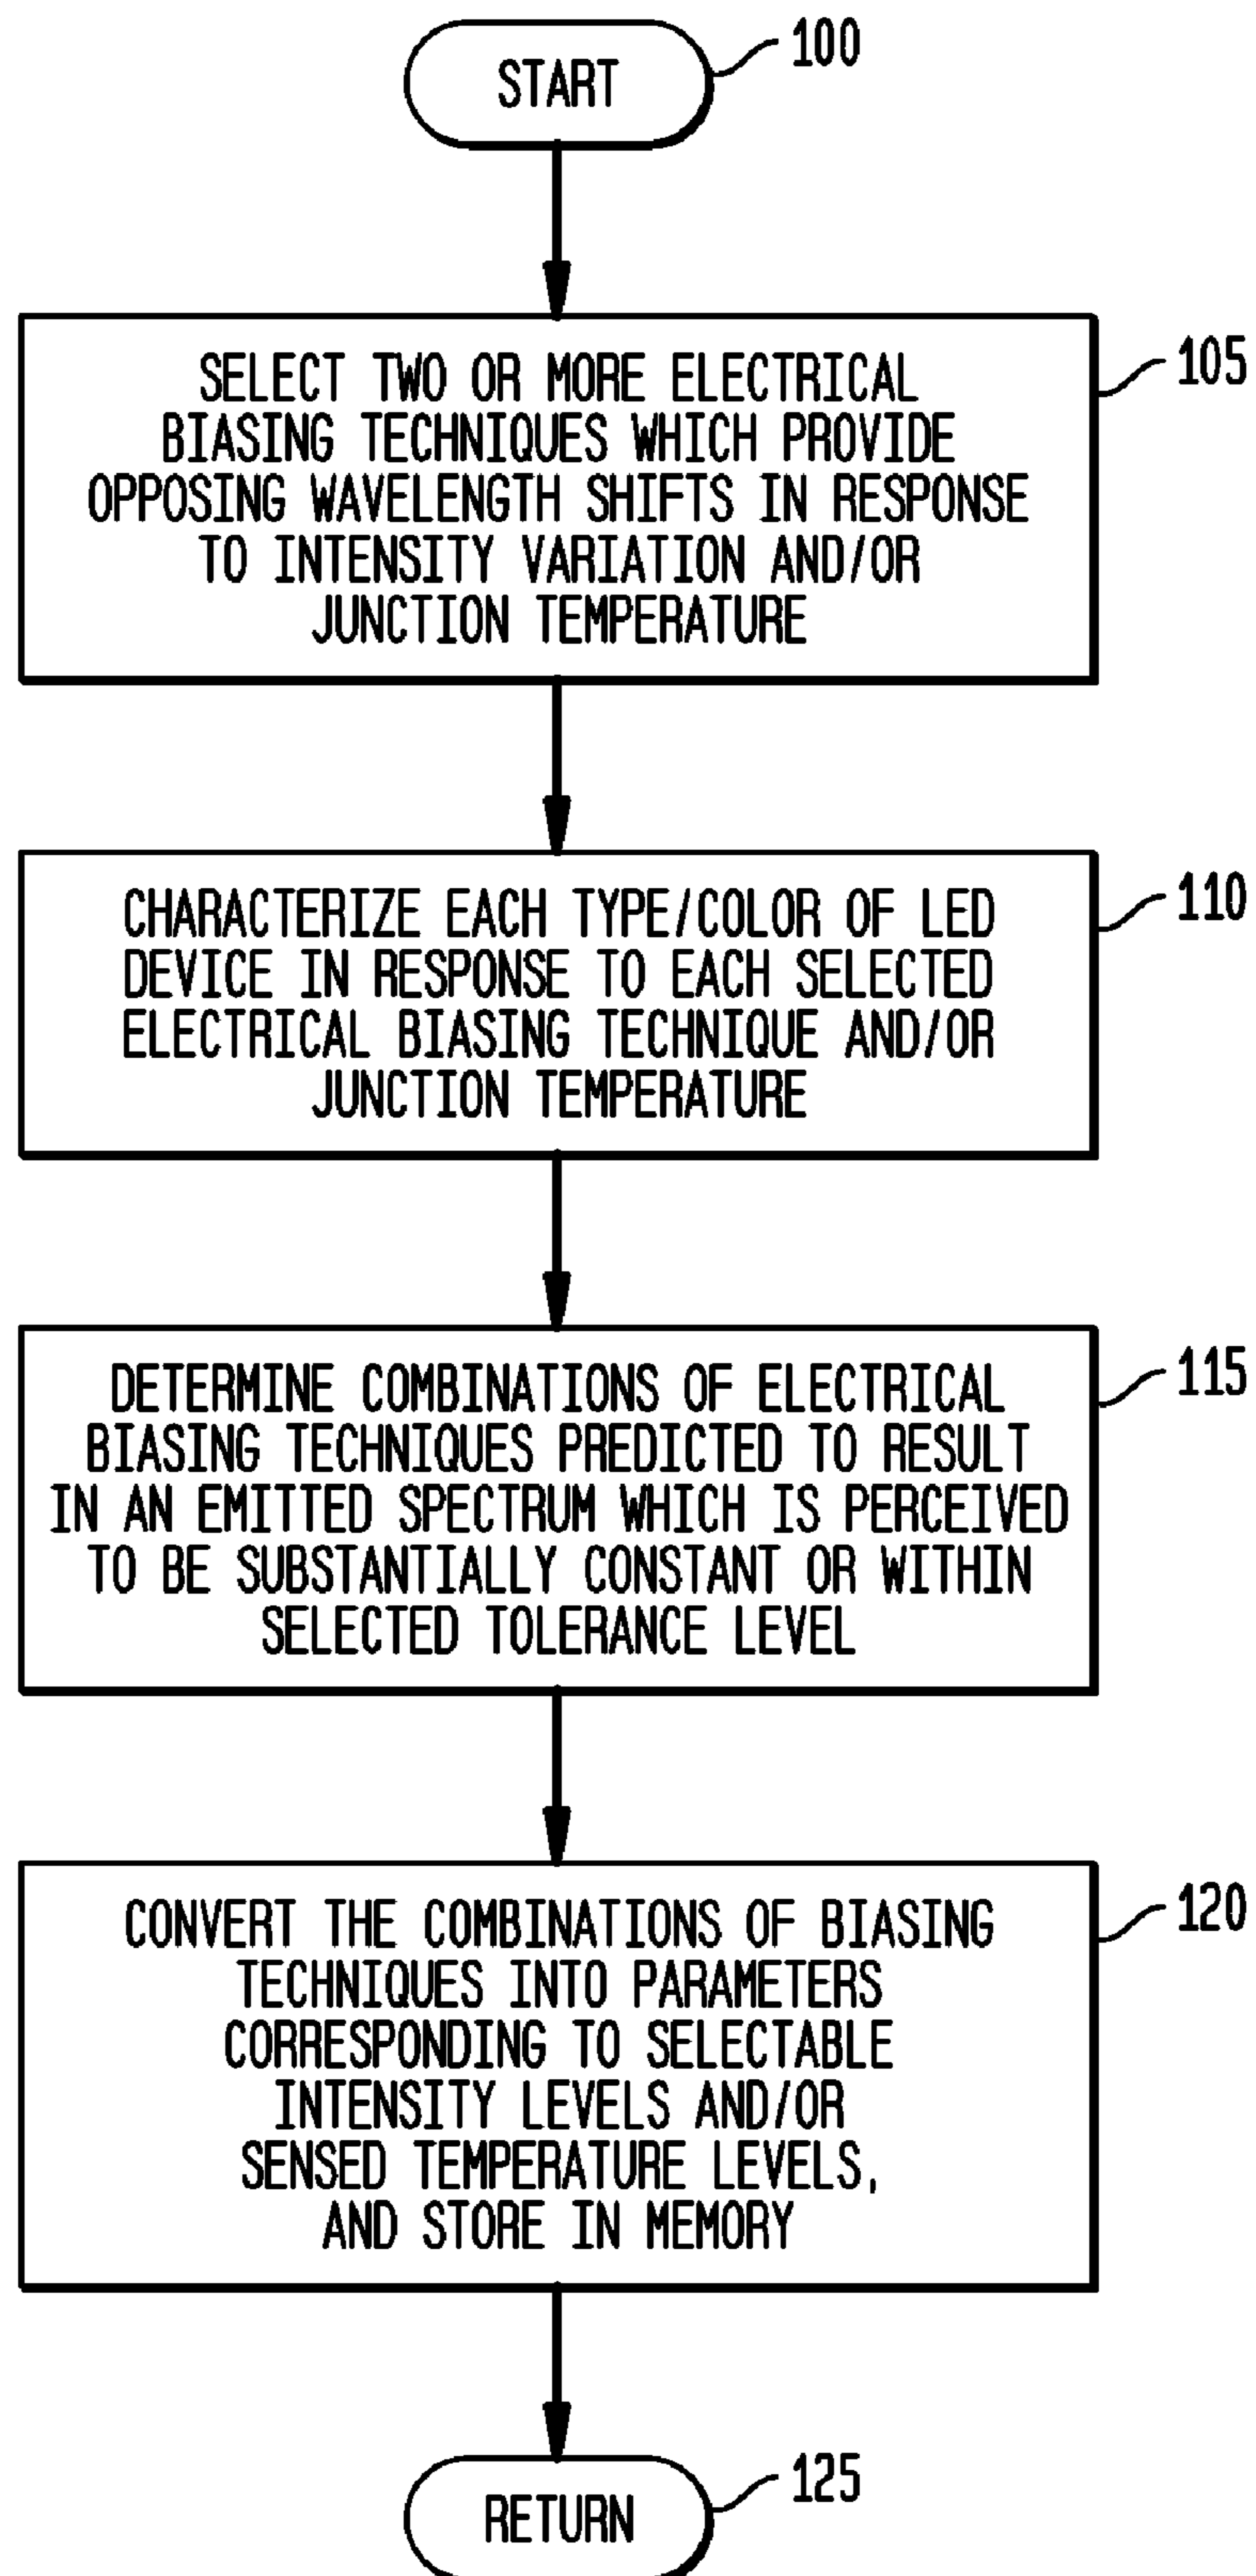 START
100
SELECT TWO OR MORE ELECTRICAL
BIASING TECHNIQUES WHICH PROVIDE
OPPOSING WAVELENGTH SHIFTS IN RESPONSE
TO INTENSITY VARIATION AND/OR
JUNCTION TEMPERATURE
105
CHARACTERIZE EACH TYPE/COLOR OF LED
DEVICE IN RESPONSE TO EACH SELECTED
ELECTRICAL BIASING TECHNIQUE AND/OR
JUNCTION TEMPERATURE
110
DETERMINE COMBINATIONS OF ELECTRICAL
BIASING TECHNIQUES PREDICTED TO RESULT
IN AN EMITTED SPECTRUM WHICH IS PERCEIVED
TO BE SUBSTANTIALLY CONSTANT OR WITHIN
SELECTED TOLERANCE LEVEL
115
CONVERT THE COMBINATIONS OF BIASING
TECHNIQUES INTO PARAMETERS
CORRESPONDING TO SELECTABLE
INTENSITY LEVELS AND/OR
SENSED TEMPERATURE LEVELS,
AND STORE IN MEMORY
120
RETURN
125